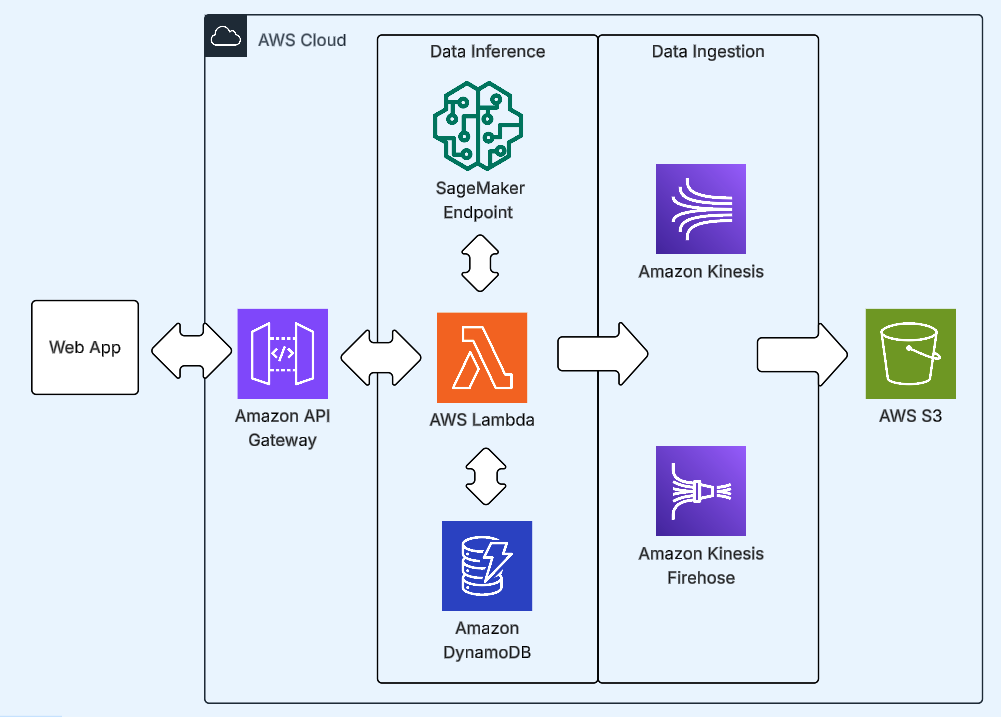 AWS Cloud
Data Inference
Data Ingestion
SageMaker
Endpoint
Amazon Kinesis
Web App
</>
Amazon API
Gateway
AWS Lambda
AWS S3
Amazon Kinesis
Firehose
Amazon
DynamoDB